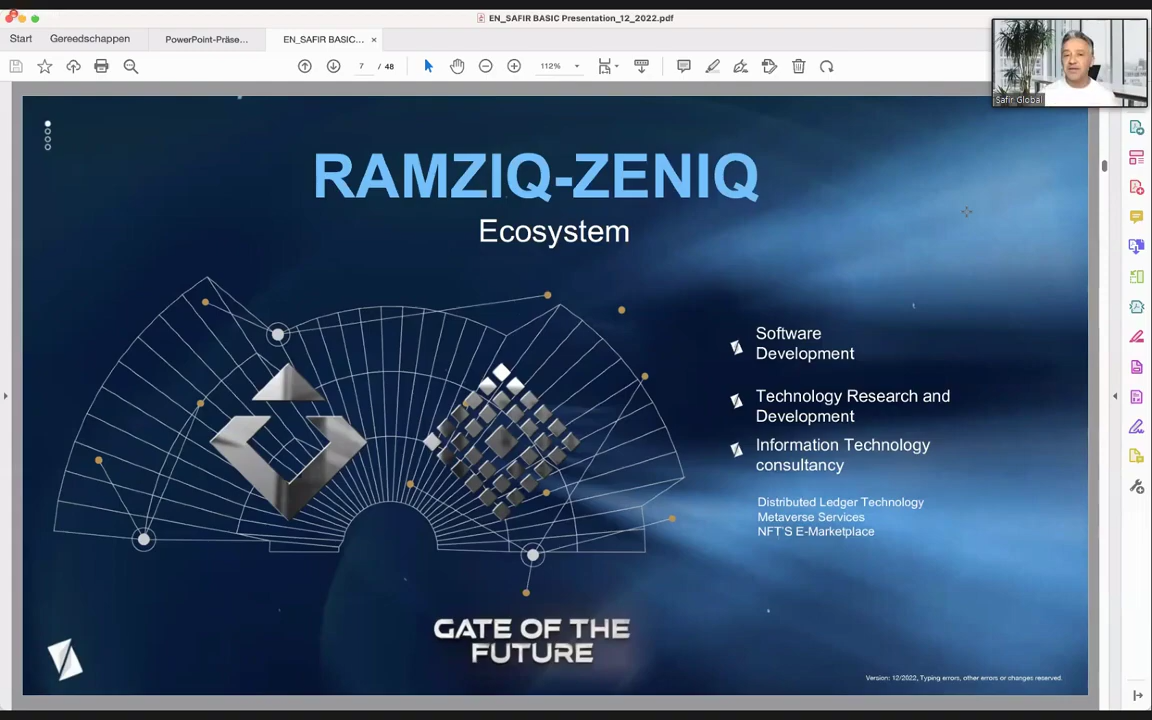 EN_SAFIR BASIC Presentation_12_2022.pdf
Start
Gereedschappen
PowerPoint-Präse...
EN_SAFIR BASIC...
7 / 48
112%
Safir Global
RAMZIQ-ZENIQ
Ecosystem
Software
Development
Technology Research and
Development
Information Technology
consultancy
Distributed Ledger Technology
Metaverse Services
NFT'S E-Marketplace
GATE OF THE
FUTURE
Version: 12/2022, Typing errors, other errors or changes reserved.